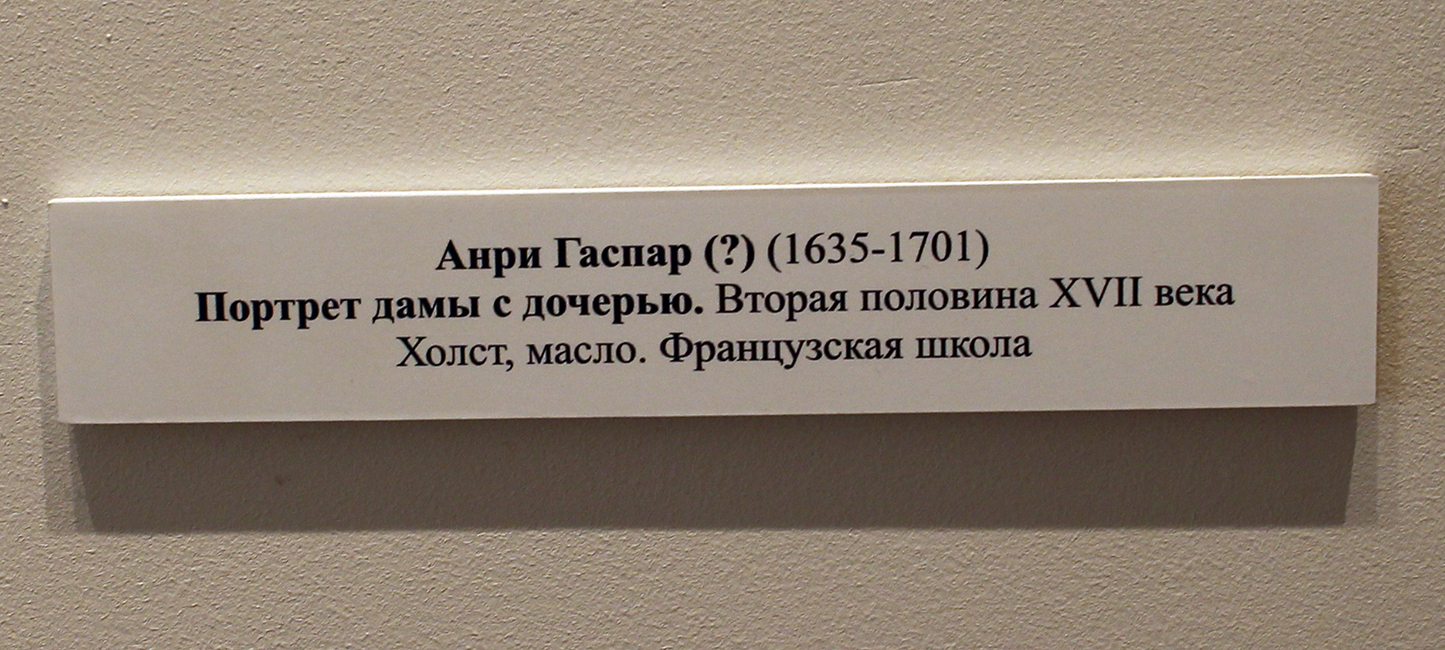 Анри Гаспар (?) (1635-1701)
Портрет дамы с дочерью. Вторая половина XVII века
Холст, масло. Французская школа